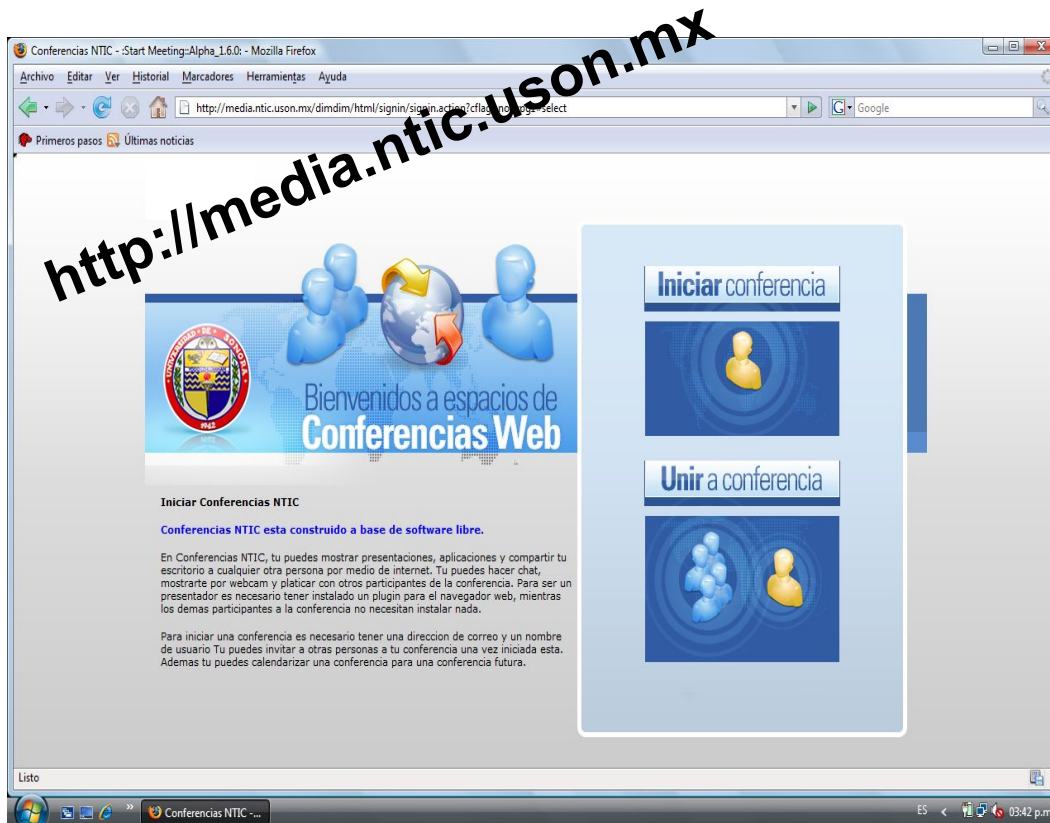 Conferencias NTIC - :Start Meeting::Alpha_1.6.0: - Mozilla Firefox
Archivo Editar Ver Historial Marcadores Herramientas Ayuda
http://media.ntic.uson.mx/dimdim/html/signin/signin.action?cflag= select
G Google
Primeros pasos Últimas noticias
http://media.ntic.uson.mx
Iniciar conferencia
UNIVERSIDAD DE SONORA
1942
Bienvenidos a espacios de
Conferencias Web
Unir a conferencia
Iniciar Conferencias NTIC
Conferencias NTIC esta construido a base de software libre.
En Conferencias NTIC, tu puedes mostrar presentaciones, aplicaciones y compartir tu
escritorio a cualquier otra persona por medio de internet. Tu puedes hacer chat,
mostrarte por webcam y platicar con otros participantes de la conferencia. Para ser un
presentador es necesario tener instalado un plugin para el navegador web, mientras
los demas participantes a la conferencia no necesitan instalar nada.
Para iniciar una conferencia es necesario tener una direccion de correo y un nombre
de usuario Tu puedes invitar a otras personas a tu conferencia una vez iniciada esta.
Ademas tu puedes calendarizar una conferencia para una conferencia futura.
Listo
Conferencias NTIC -...
ES
03:42 p.m